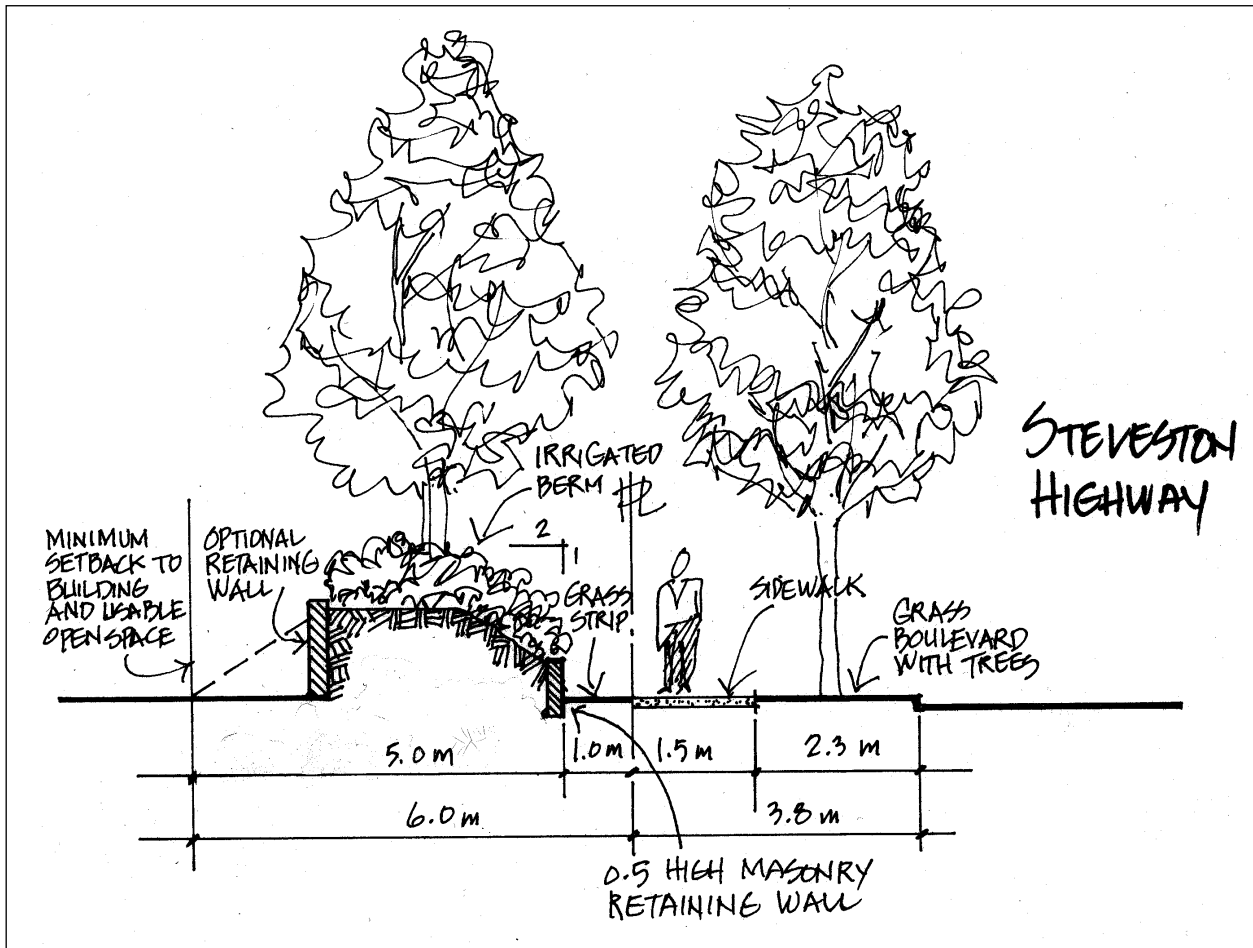 STEVESTON
HIGHWAY
IRRIGATED
BERM
PL
2
1
MINIMUM
SETBACK TO
BUILDING
AND USABLE
OPEN SPACE
OPTIONAL
RETAINING
WALL
GRASS
STRIP
SIDEWALK
GRASS
BOULEVARD
WITH TREES
5.0 m
1.0 m
1.5 m
2.3 m
6.0 m
3.8 m
0.5 HIGH MASONRY
RETAINING WALL